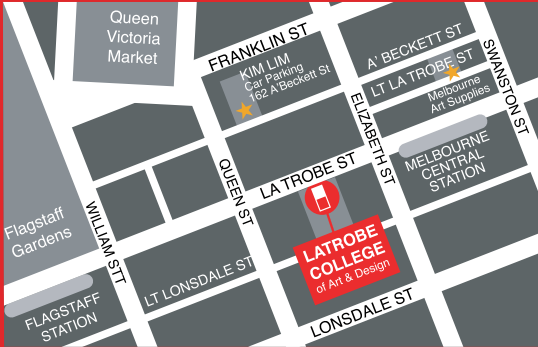 Queen
Victoria
Market
FRANKLIN ST
KIM LIM
Car Parking
162 A'Beckett St
A' BECKETT ST
LT LA TROBE ST
Melbourne
Art Supplies
SWANSTON ST
ELIZABETH ST
MELBOURNE
CENTRAL
STATION
LA TROBE ST
QUEEN ST
WILLIAM STT
Flagstaff
Gardens
LATROBE
COLLEGE
of Art & Design
LT LONSDALE ST
FLAGSTAFF
STATION
LONSDALE ST